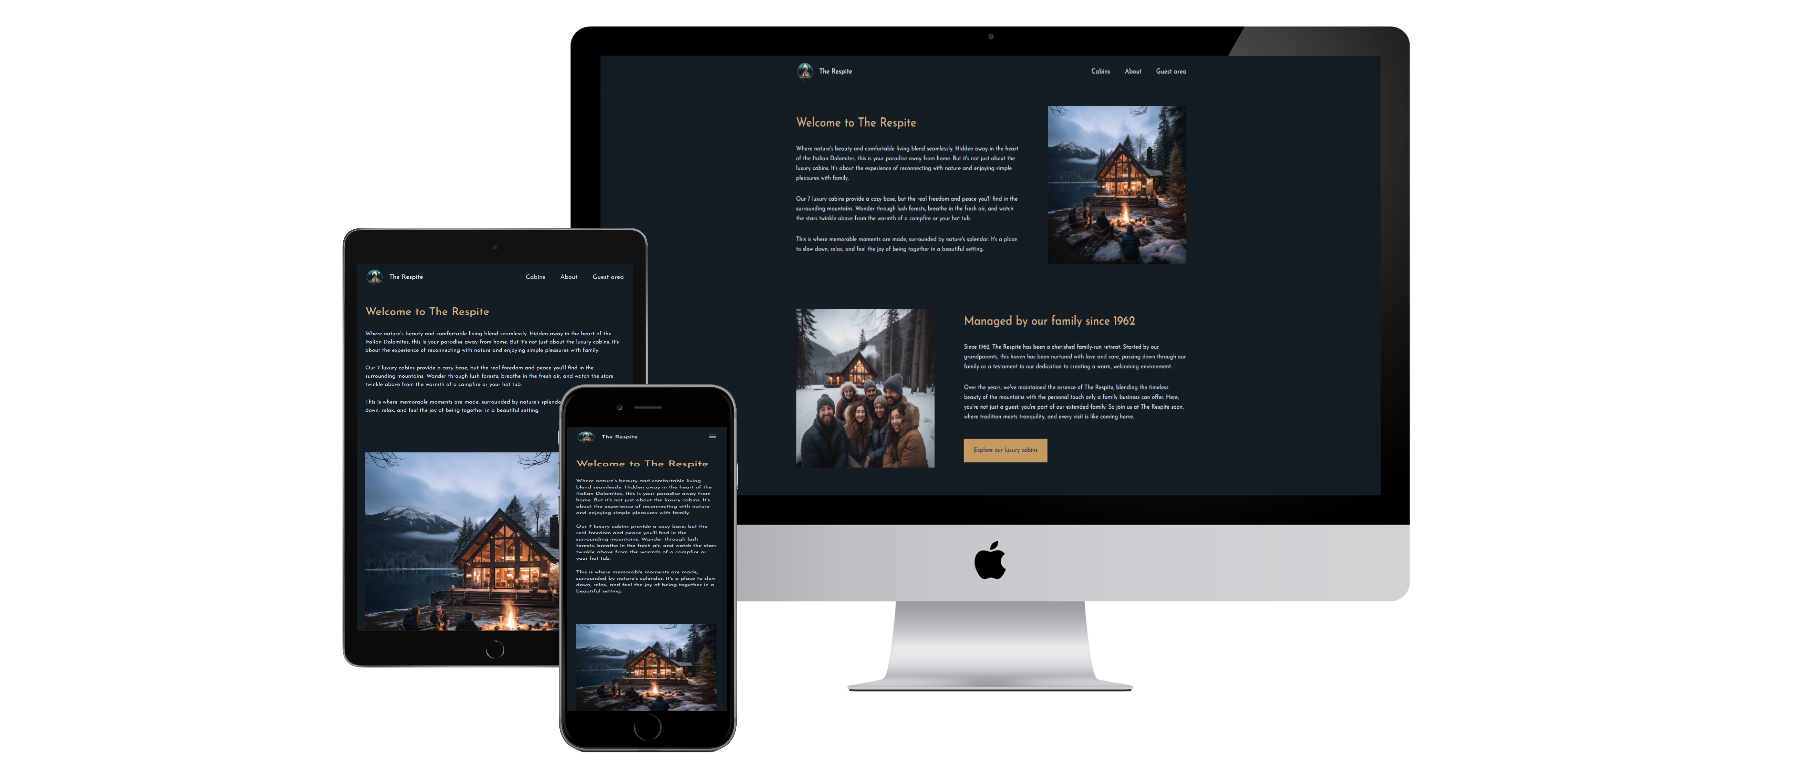 The Respite
Cabins
About
Guest area
Welcome to The Respite
Where nature's beauty and comfortable living blend seamlessly. Hidden away in the heart
of the Italian Dolomites, this is your paradise away from home. But it's not just about the
luxury cabins. It's about the experience of reconnecting with nature and enjoying simple
pleasures with family.
Our 7 luxury cabins provide a cozy base, but the real freedom and peace you'll find in the
surrounding mountains. Wander through lush forests, breathe in the fresh air, and watch
the stars twinkle above from the warmth of a campfire or your hot tub.
This is where memorable moments are made, surrounded by nature's splendor. It's a place
to slow down, relax, and feel the joy of being together in a beautiful setting.
Managed by our family since 1962
Since 1962, The Respite has been a cherished family-run retreat. Started by our
grandparents, this haven has been nurtured with love and care, passing down through our
family as a testament to our dedication to creating a warm, welcoming environment.
Over the years, we've maintained the essence of The Respite, blending the timeless
beauty of the mountains with the personal touch only a family business can offer. Here,
you're not just a guest; you're part of our extended family. So join us at The Respite soon,
where tradition meets tranquility, and every visit is like coming home.
Explore our luxury cabins
The Respite
Cabins
About
Guest area
Welcome to The Respite
Where nature's beauty and comfortable living blend seamlessly. Hidden away in the heart of the
Italian Dolomites, this is your paradise away from home. But it's not just about the luxury cabins. It's
about the experience of reconnecting with nature and enjoying simple pleasures with family.
Our 7 luxury cabins provide a cozy base, but the real freedom and peace you'll find in the
surrounding mountains. Wander through lush forests, breathe in the fresh air, and watch the stars
twinkle above from the warmth of a campfire or your hot tub.
This is where memorable moments are made, surrounded by nature's splendor
down, relax, and feel the joy of being together in a beautiful setting.
The Respite
Welcome to The Respite
Where nature's beauty and comfortable living
blend seamlessly. Hidden away in the heart of the
Italian Dolomites, this is your paradise away from
home. But it's not just about the luxury cabins. It's
about the experience of reconnecting with nature
and enjoying simple pleasures with family.
Our 7 luxury cabins provide a cozy base, but the
real freedom and peace you'll find in the
surrounding mountains. Wander through lush
forests, breathe in the fresh air, and watch the stars
twinkle above from the warmth of a campfire or
your hot tub.
This is where memorable moments are made,
surrounded by nature's splendor. It's a place to slow
down, relax, and feel the joy of being together in a
beautiful setting.